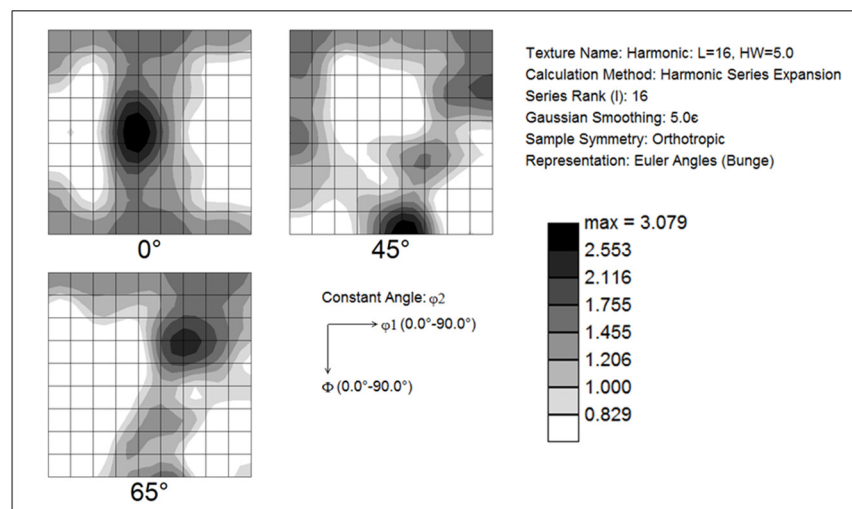 0°
45°
65°
Texture Name: Harmonic: L=16, HW=5.0
Calculation Method: Harmonic Series Expansion
Series Rank (l): 16
Gaussian Smoothing: 5.0є
Sample Symmetry: Orthotropic
Representation: Euler Angles (Bunge)
Constant Angle: φ2
φ1 (0.0°-90.0°)
Φ (0.0°-90.0°)
max = 3.079
2.553
2.116
1.755
1.455
1.206
1.000
0.829